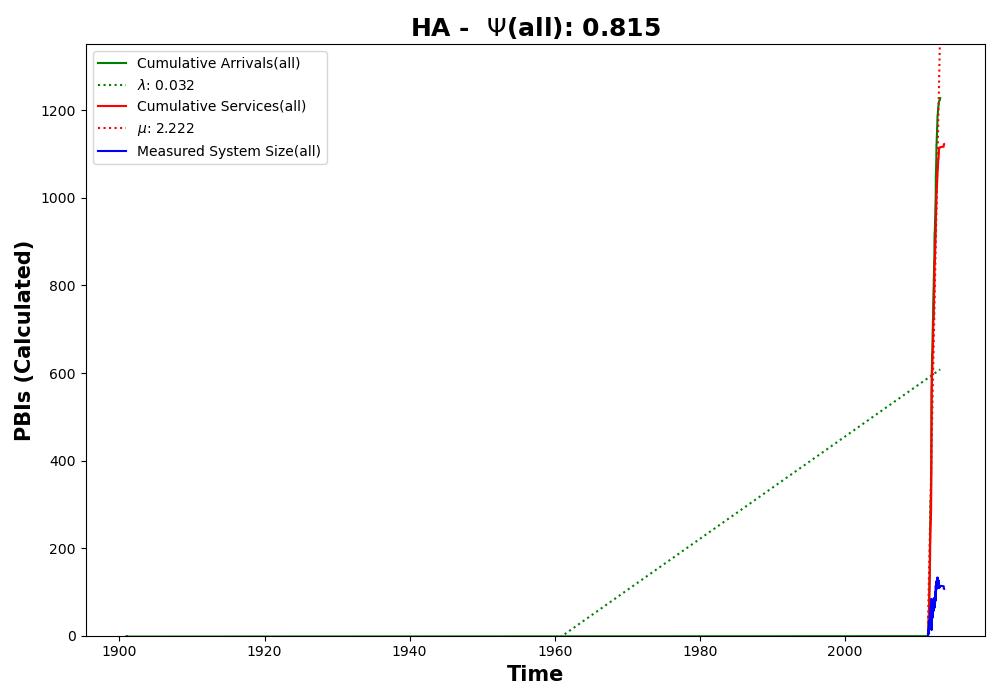 HA - Ψ(all): 0.815
Cumulative Arrivals(all)
λ: 0.032
Cumulative Services(all)
μ: 2.222
Measured System Size(all)
PBIs (Calculated)
1200
1000
800
600
400
200
0
1900 1920 1940 1960 1980 2000
Time